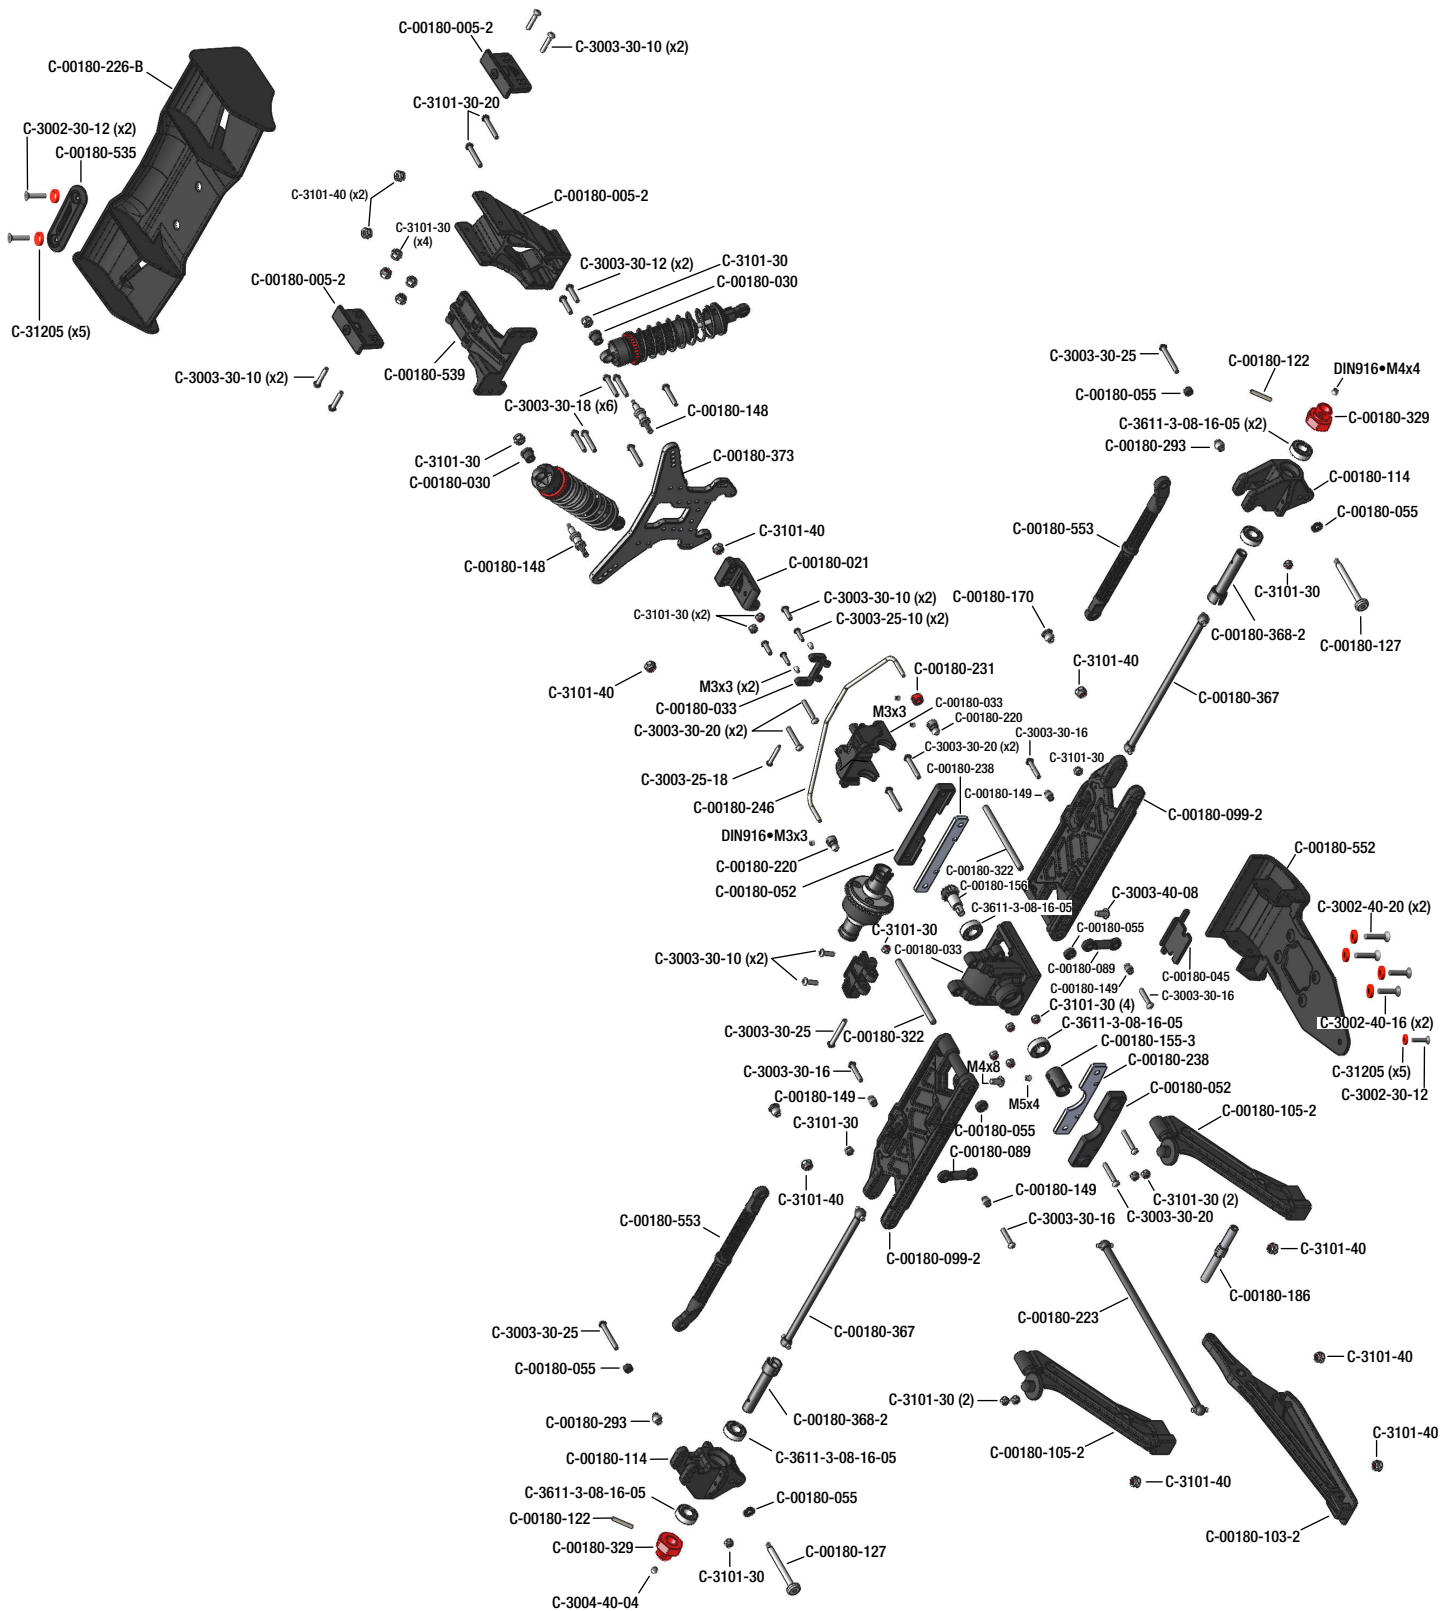 C-00180-005-2
C-3003-30-10 (x2)
C-00180-226-B
C-3101-30-20
C-3002-30-12 (x2)
C-00180-535
C-3101-40 (x2)
C-00180-005-2
C-3101-30
(x4)
C-3003-30-12 (x2)
C-3101-30
C-00180-030
C-00180-005-2
C-31205 (x5)
C-3003-30-10 (x2)
C-00180-539
C-3003-30-18 (x6)
C-00180-148
C-3003-30-25
C-00180-122
DIN916•M4x4
C-00180-055
C-00180-329
C-3611-3-08-16-05 (x2)
C-00180-293
C-3101-30
C-00180-030
C-00180-373
C-00180-114
C-00180-055
C-00180-553
C-3101-40
C-00180-148
C-00180-021
C-3101-30
C-00180-170
C-3003-30-10 (x2)
C-3101-30 (x2)
C-3003-25-10 (x2)
C-00180-368-2
C-00180-127
C-3101-40
C-3101-40
M3x3 (x2)
C-00180-231
C-00180-033
M3x3
C-00180-033
C-00180-367
C-00180-220
C-3003-30-20 (x2)
C-3003-30-16
C-3003-30-20 (x2)
C-3101-30
C-3003-25-18
C-00180-238
C-00180-149
C-00180-246
C-00180-099-2
DIN916•M3x3
C-00180-552
C-00180-220
C-00180-322
C-00180-052
C-00180-156
C-3003-40-08
C-3611-3-08-16-05
C-3002-40-20 (x2)
C-3101-30
C-00180-055
C-00180-033
C-3003-30-10 (x2)
C-00180-089
C-00180-045
C-00180-149
C-3003-30-16
C-3101-30 (4)
C-3002-40-16 (x2)
C-3003-30-25
C-00180-322
C-3611-3-08-16-05
C-00180-155-3
C-00180-238
C-3003-30-16
M4x8
C-31205 (x5)
C-00180-052
C-3002-30-12
C-00180-149
M5x4
C-00180-105-2
C-3101-30
C-00180-055
C-00180-089
C-3101-40
C-00180-149
C-3101-30 (2)
C-00180-553
C-3003-30-16
C-3003-30-20
C-00180-099-2
C-3101-40
C-00180-186
C-00180-223
C-3003-30-25
C-00180-367
C-3101-40
C-00180-055
C-3101-30 (2)
C-00180-293
C-00180-368-2
C-3101-40
C-00180-114
C-3611-3-08-16-05
C-00180-105-2
C-3101-40
C-3611-3-08-16-05
C-00180-055
C-00180-122
C-00180-103-2
C-00180-329
C-00180-127
C-3101-30
C-3004-40-04